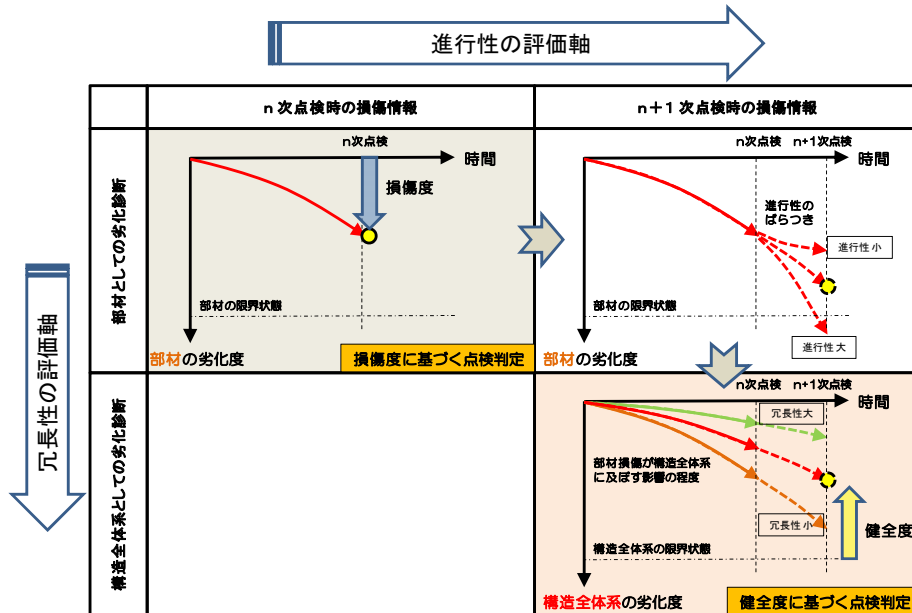 進行性の評価軸
n 次点検時の損傷情報
n+1 次点検時の損傷情報
冗長性の評価軸
部材としての劣化診断
n次点検
時間
損傷度
部材の限界状態
部材の劣化度
損傷度に基づく点検判定
n次点検 n+1次点検
時間
進行性の
ばらつき
進行性 小
部材の限界状態
進行性 大
部材の劣化度
構造全体系としての劣化診断
n次点検 n+1次点検
時間
冗長性 大
部材損傷が構造全体系
に及ぼす影響の程度
冗長性 小
健全度
構造全体系の限界状態
構造全体系の劣化度
健全度に基づく点検判定